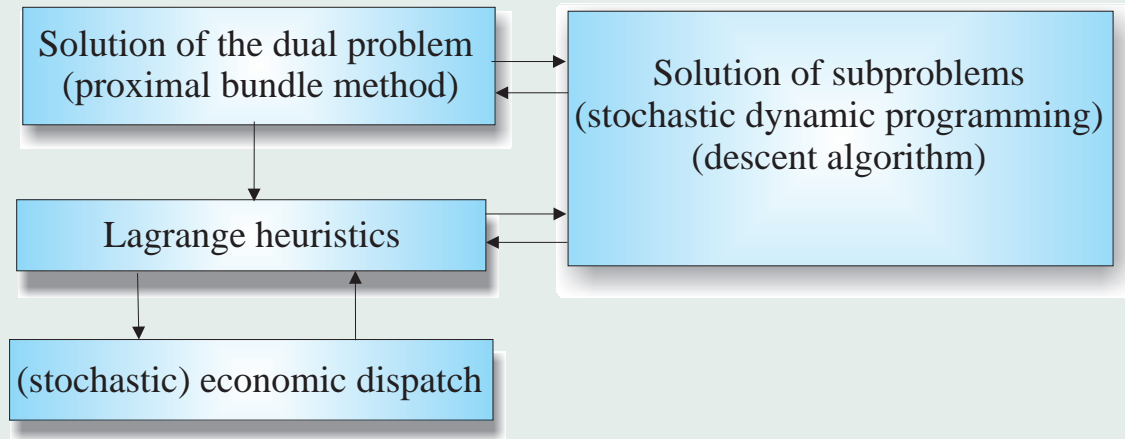 Solution of the dual problem
(proximal bundle method)
Solution of subproblems
(stochastic dynamic programming)
(descent algorithm)
Lagrange heuristics
(stochastic) economic dispatch